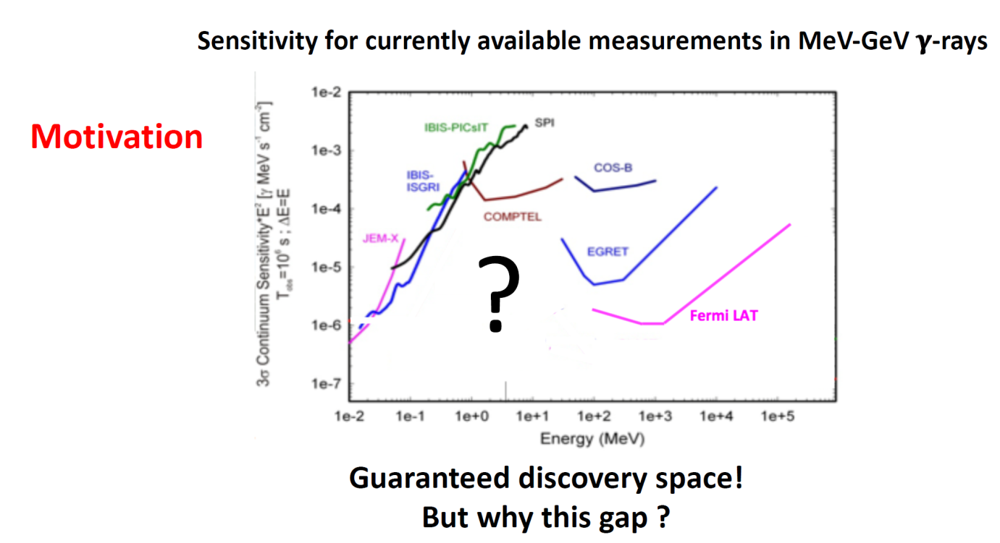 Sensitivity for currently available measurements in MeV-GeV γ-rays
Motivation
3σ Continuum Sensitivity*E² [γ MeV s⁻¹ cm⁻²]
T_obs=10⁶ s ; ΔE=E
1e-2
1e-3
1e-4
1e-5
1e-6
1e-7
IBIS-PICsIT
SPI
IBIS-
ISGRI
COS-B
COMPTEL
JEM-X
EGRET
?
Fermi LAT
1e-2 1e-1 1e+0 1e+1 1e+2 1e+3 1e+4 1e+5
Energy (MeV)
Guaranteed discovery space!
But why this gap ?